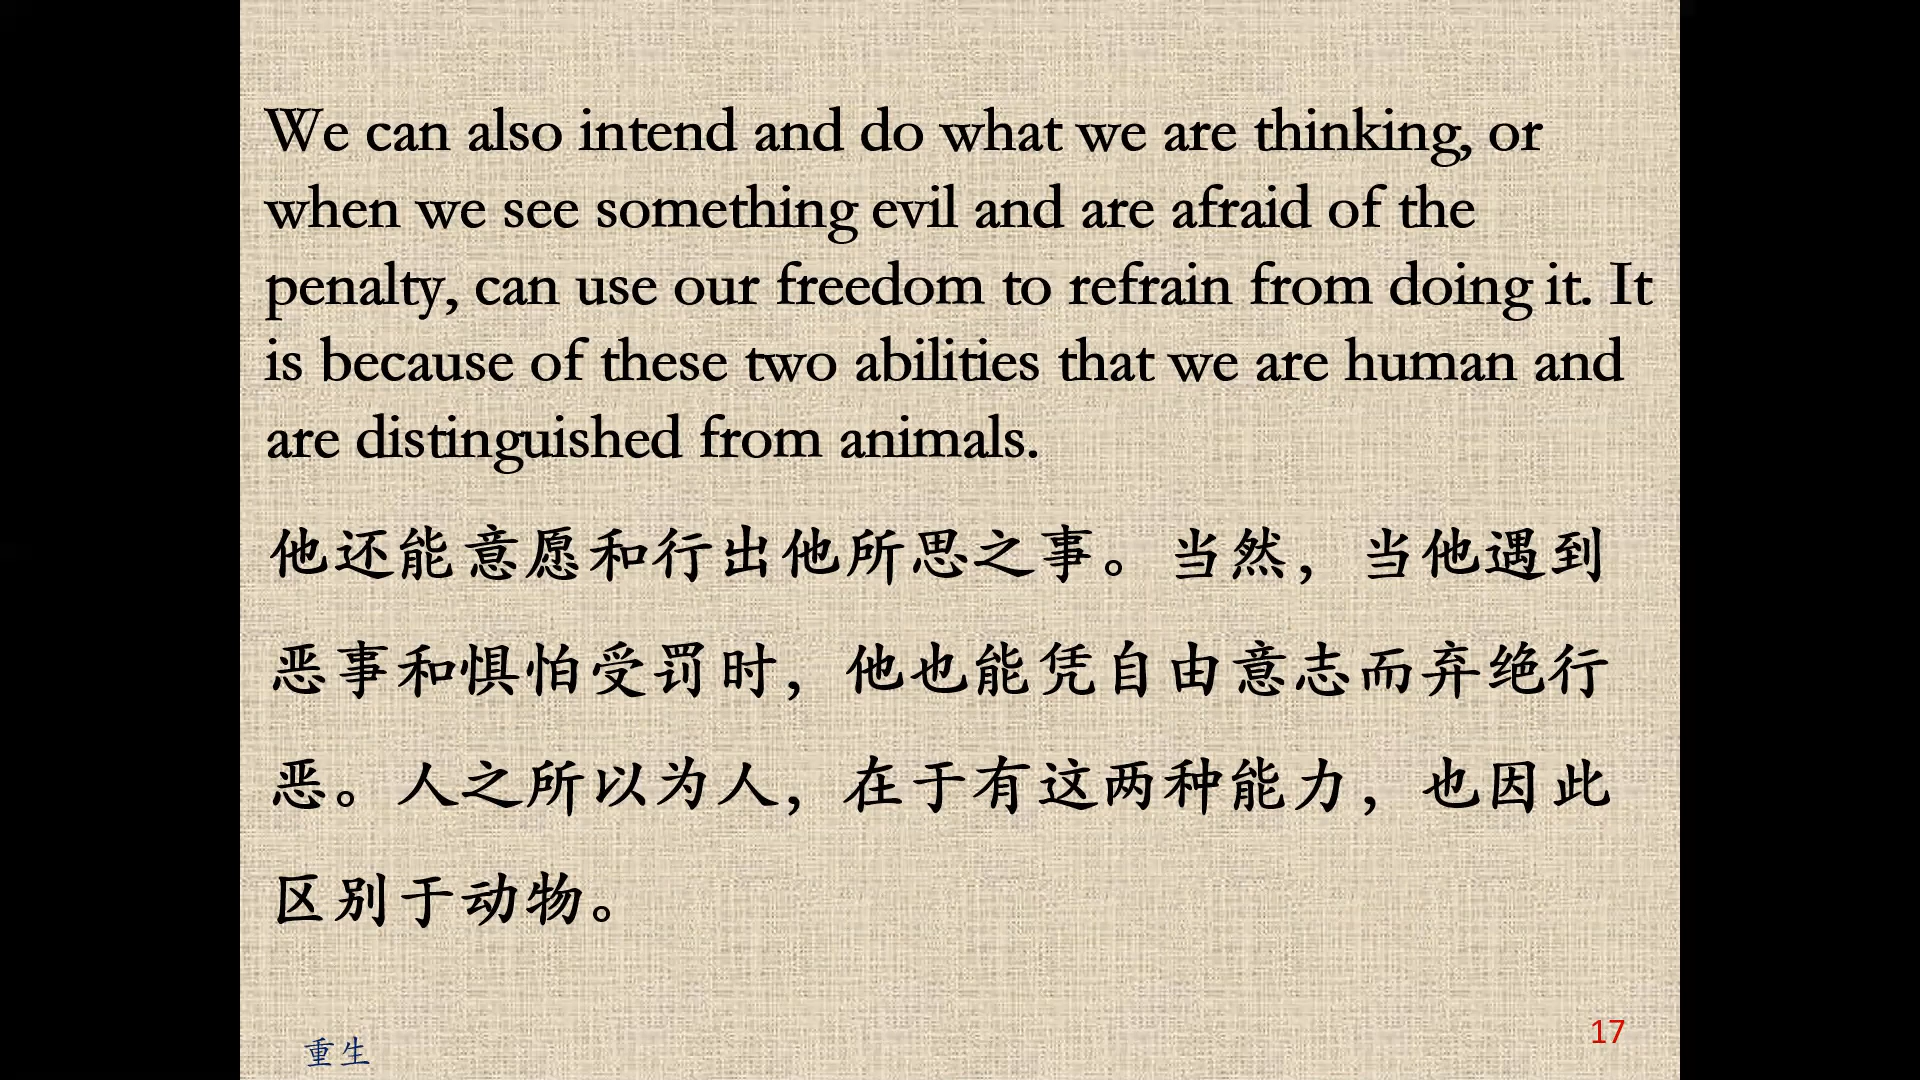 We can also intend and do what we are thinking, or
when we see something evil and are afraid of the
penalty, can use our freedom to refrain from doing it. It
is because of these two abilities that we are human and
are distinguished from animals.
他还能意愿和行出他所思之事。当然，当他遇到
恶事和惧怕受罚时，他也能凭自由意志而弃绝行
恶。人之所以为人，在于有这两种能力，也因此
区别于动物。
重生
17